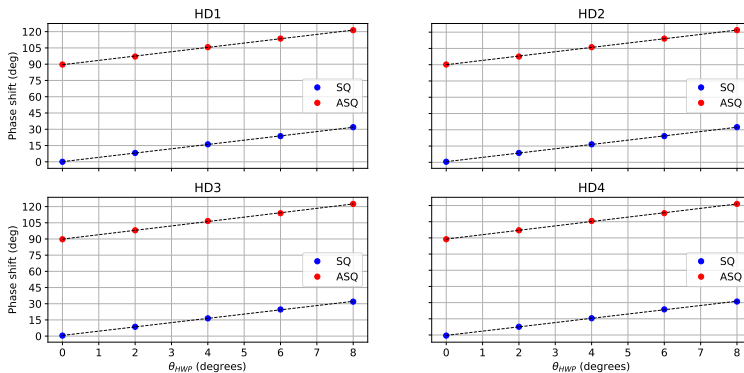 HD1
HD2
Phase shift (deg)
120
105
90
75
60
45
30
15
0
SQ
ASQ
SQ
ASQ
HD3
HD4
Phase shift (deg)
120
105
90
75
60
45
30
15
0
SQ
ASQ
SQ
ASQ
0 1 2 3 4 5 6 7 8
0 1 2 3 4 5 6 7 8
θHWP (degrees)
θHWP (degrees)